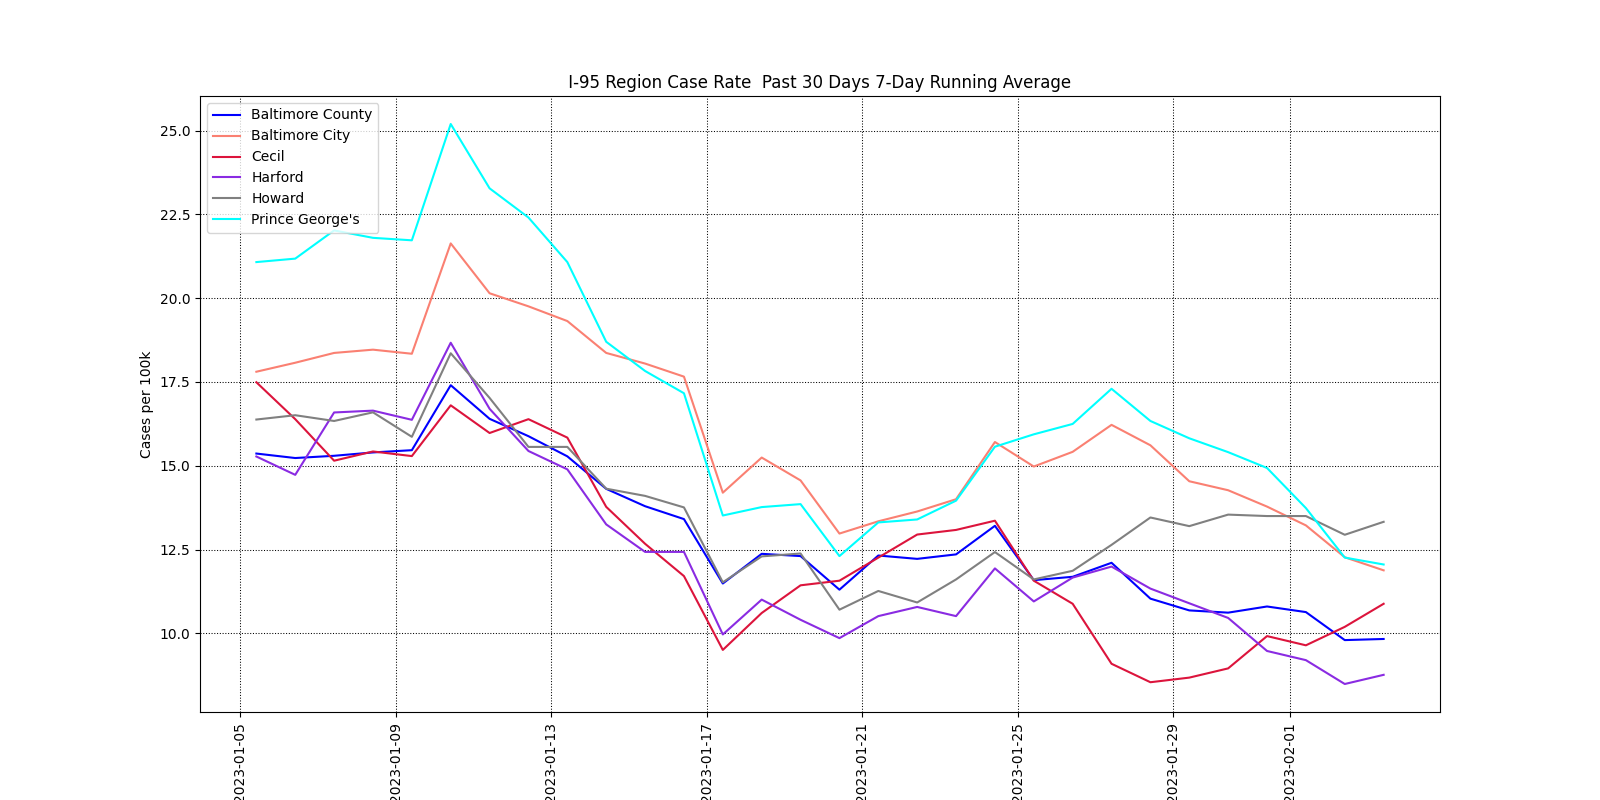 I-95 Region Case Rate  Past 30 Days 7-Day Running Average
Baltimore County
Baltimore City
Cecil
Harford
Howard
Prince George's
Cases per 100k
25.0
22.5
20.0
17.5
15.0
12.5
10.0
2023-01-05
2023-01-09
2023-01-13
2023-01-17
2023-01-21
2023-01-25
2023-01-29
2023-02-01